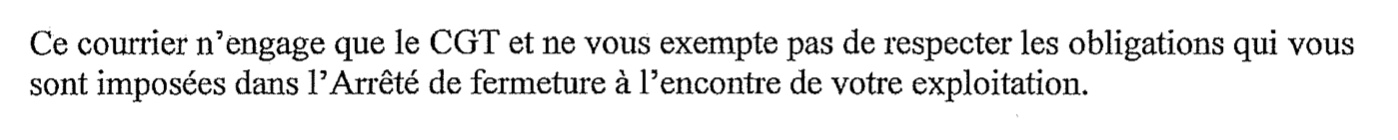 Ce courrier n'engage que le CGT et ne vous exempte pas de respecter les obligations qui vous
sont imposées dans l'Arrêté de fermeture à l'encontre de votre exploitation.